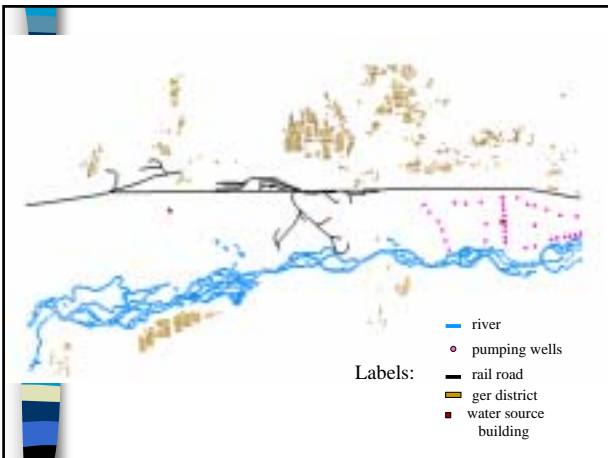 river
pumping wells
Labels:
rail road
ger district
water source
building